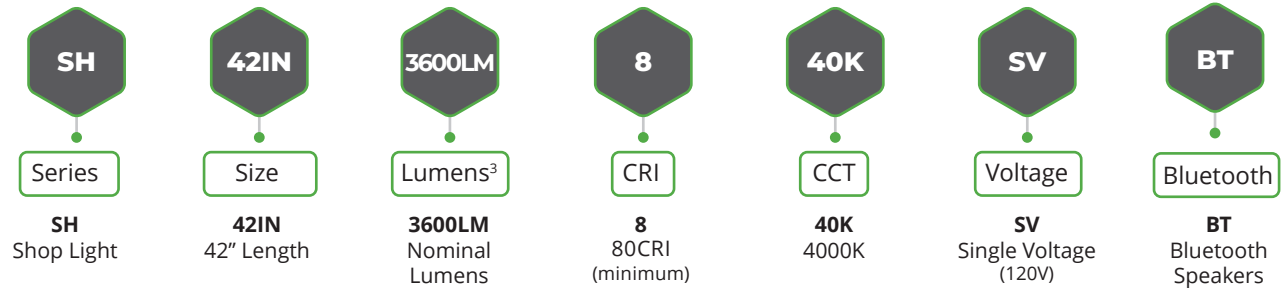 SH 42IN 3600LM 8 40K SV BT
Series Size Lumens³ CRI CCT Voltage Bluetooth
SH 42IN 3600LM 8 40K SV BT
Shop Light 42” Length Nominal 80CRI 4000K Single Voltage Bluetooth
Lumens (minimum) (120V) Speakers